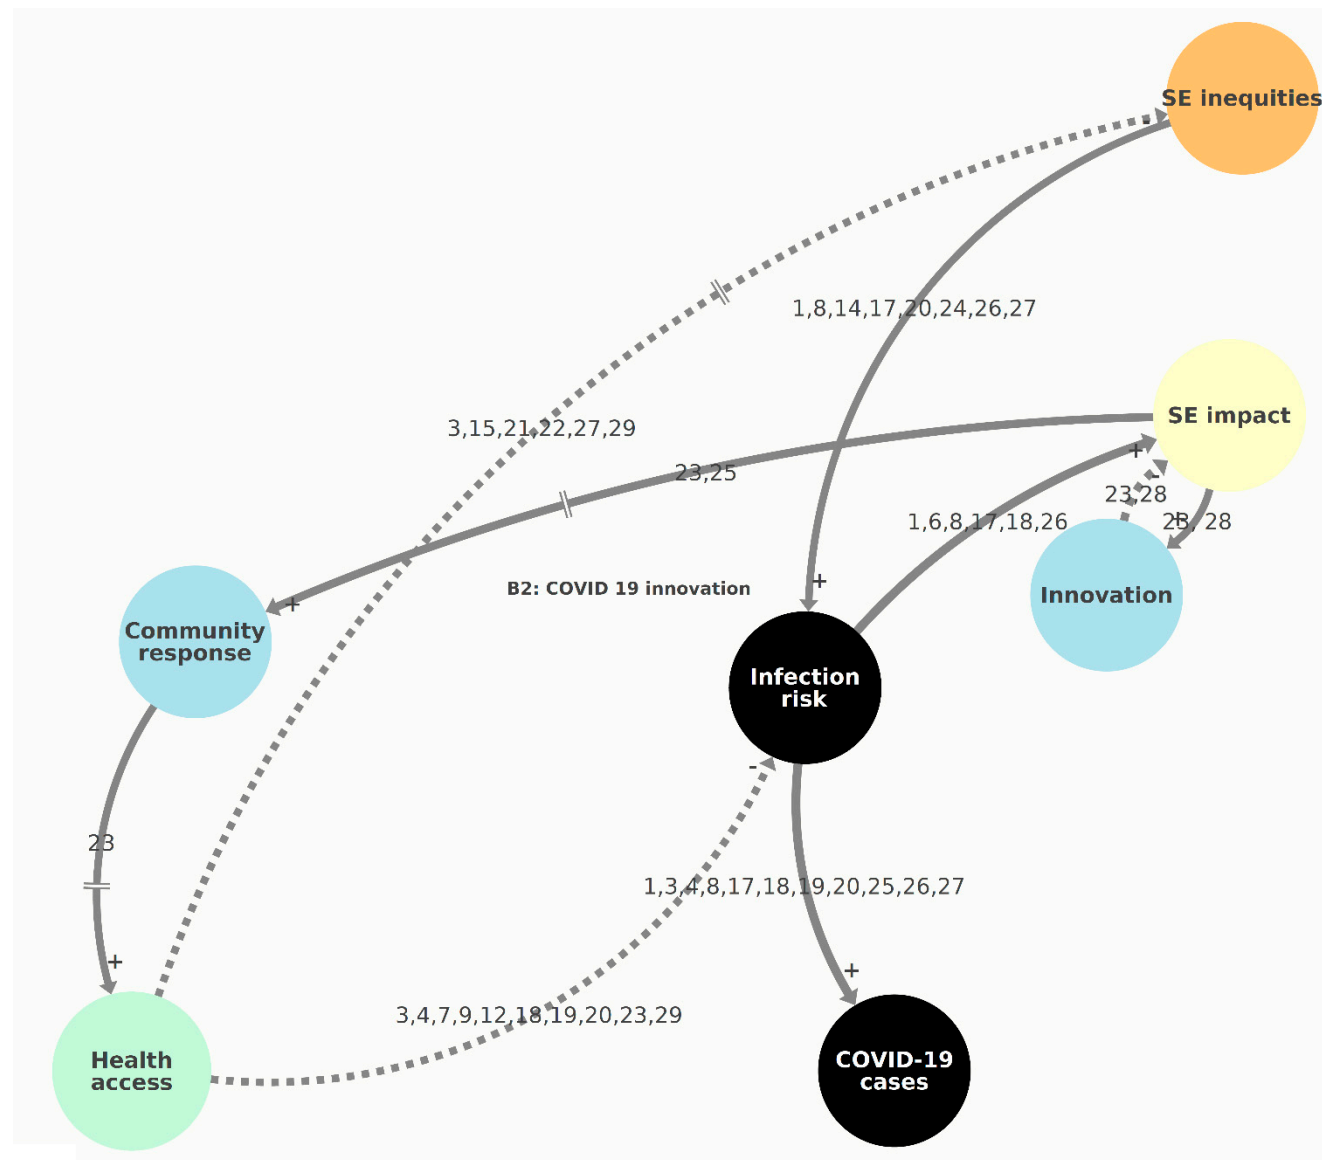 SE inequities
-
1,8,14,17,20,24,26,27
SE impact
3,15,21,22,27,29
+
23,25
-
23,28
1,6,8,17,18,26
+
23, 28
+
B2: COVID 19 innovation
Innovation
+
Community
response
Infection
risk
-
23
1,3,4,8,17,18,19,20,25,26,27
+
+
3,4,7,9,12,18,19,20,23,29
Health
access
COVID-19
cases